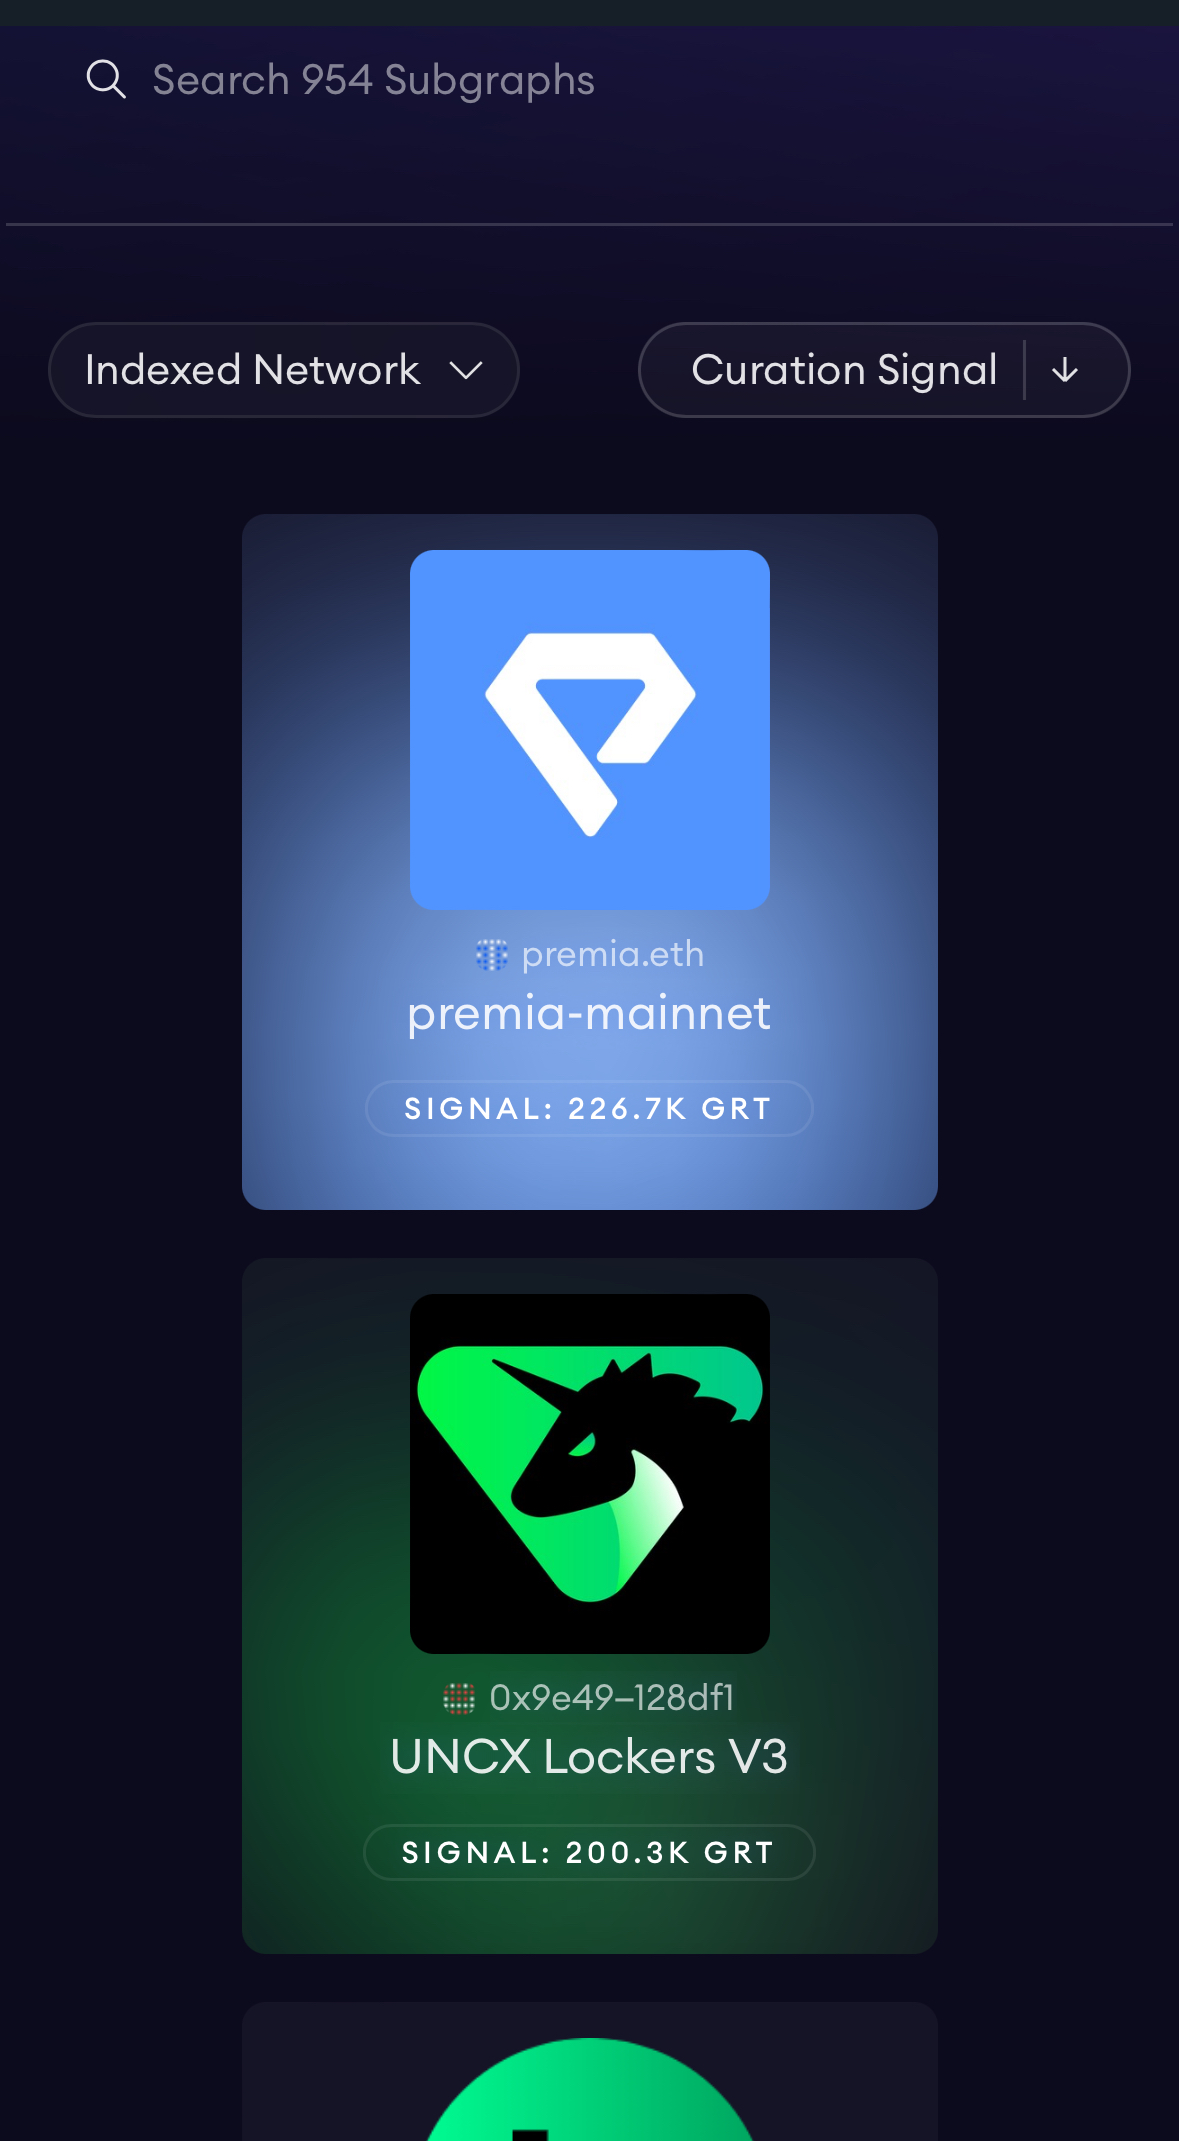 Search 954 Subgraphs
Indexed Network
Curation Signal
premia.eth
premia-mainnet
SIGNAL: 226.7K GRT
0x9e49–128df1
UNCX Lockers V3
SIGNAL: 200.3K GRT